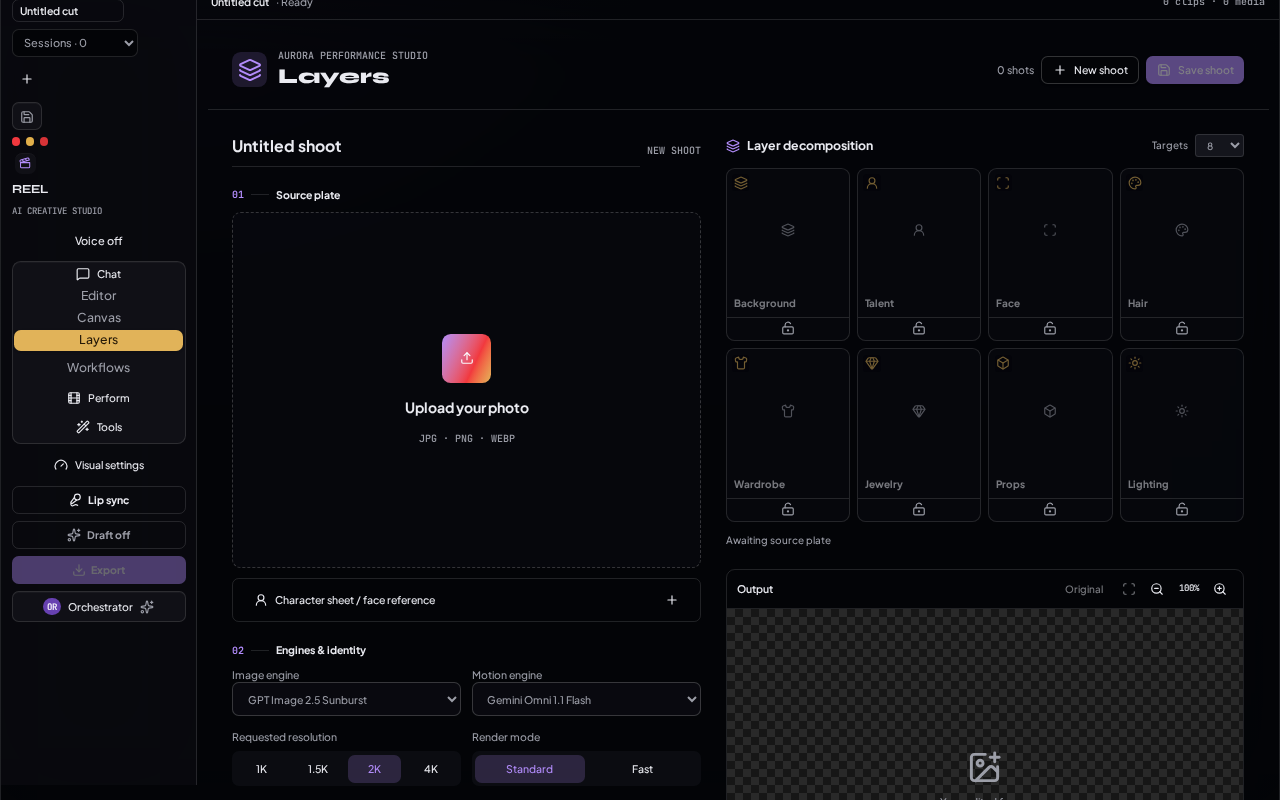 Untitled cut
Sessions · 0
REEL
AI CREATIVE STUDIO
Voice off
Chat
Editor
Canvas
Layers
Workflows
Perform
Tools
Visual settings
Lip sync
Draft off
Export
OR Orchestrator
Untitled cut · Ready
0 clips · 0 media
AURORA PERFORMANCE STUDIO
Layers
0 shots
New shoot
Save shoot
Untitled shoot
NEW SHOOT
01 Source plate
Upload your photo
JPG · PNG · WEBP
Character sheet / face reference
02 Engines & identity
Image engine
GPT Image 2.5 Sunburst
Motion engine
Gemini Omni 1.1 Flash
Requested resolution
1K 1.5K 2K 4K
Render mode
Standard Fast
Layer decomposition
Targets 8
Background Talent Face Hair
Wardrobe Jewelry Props Lighting
Awaiting source plate
Output
Original
100%